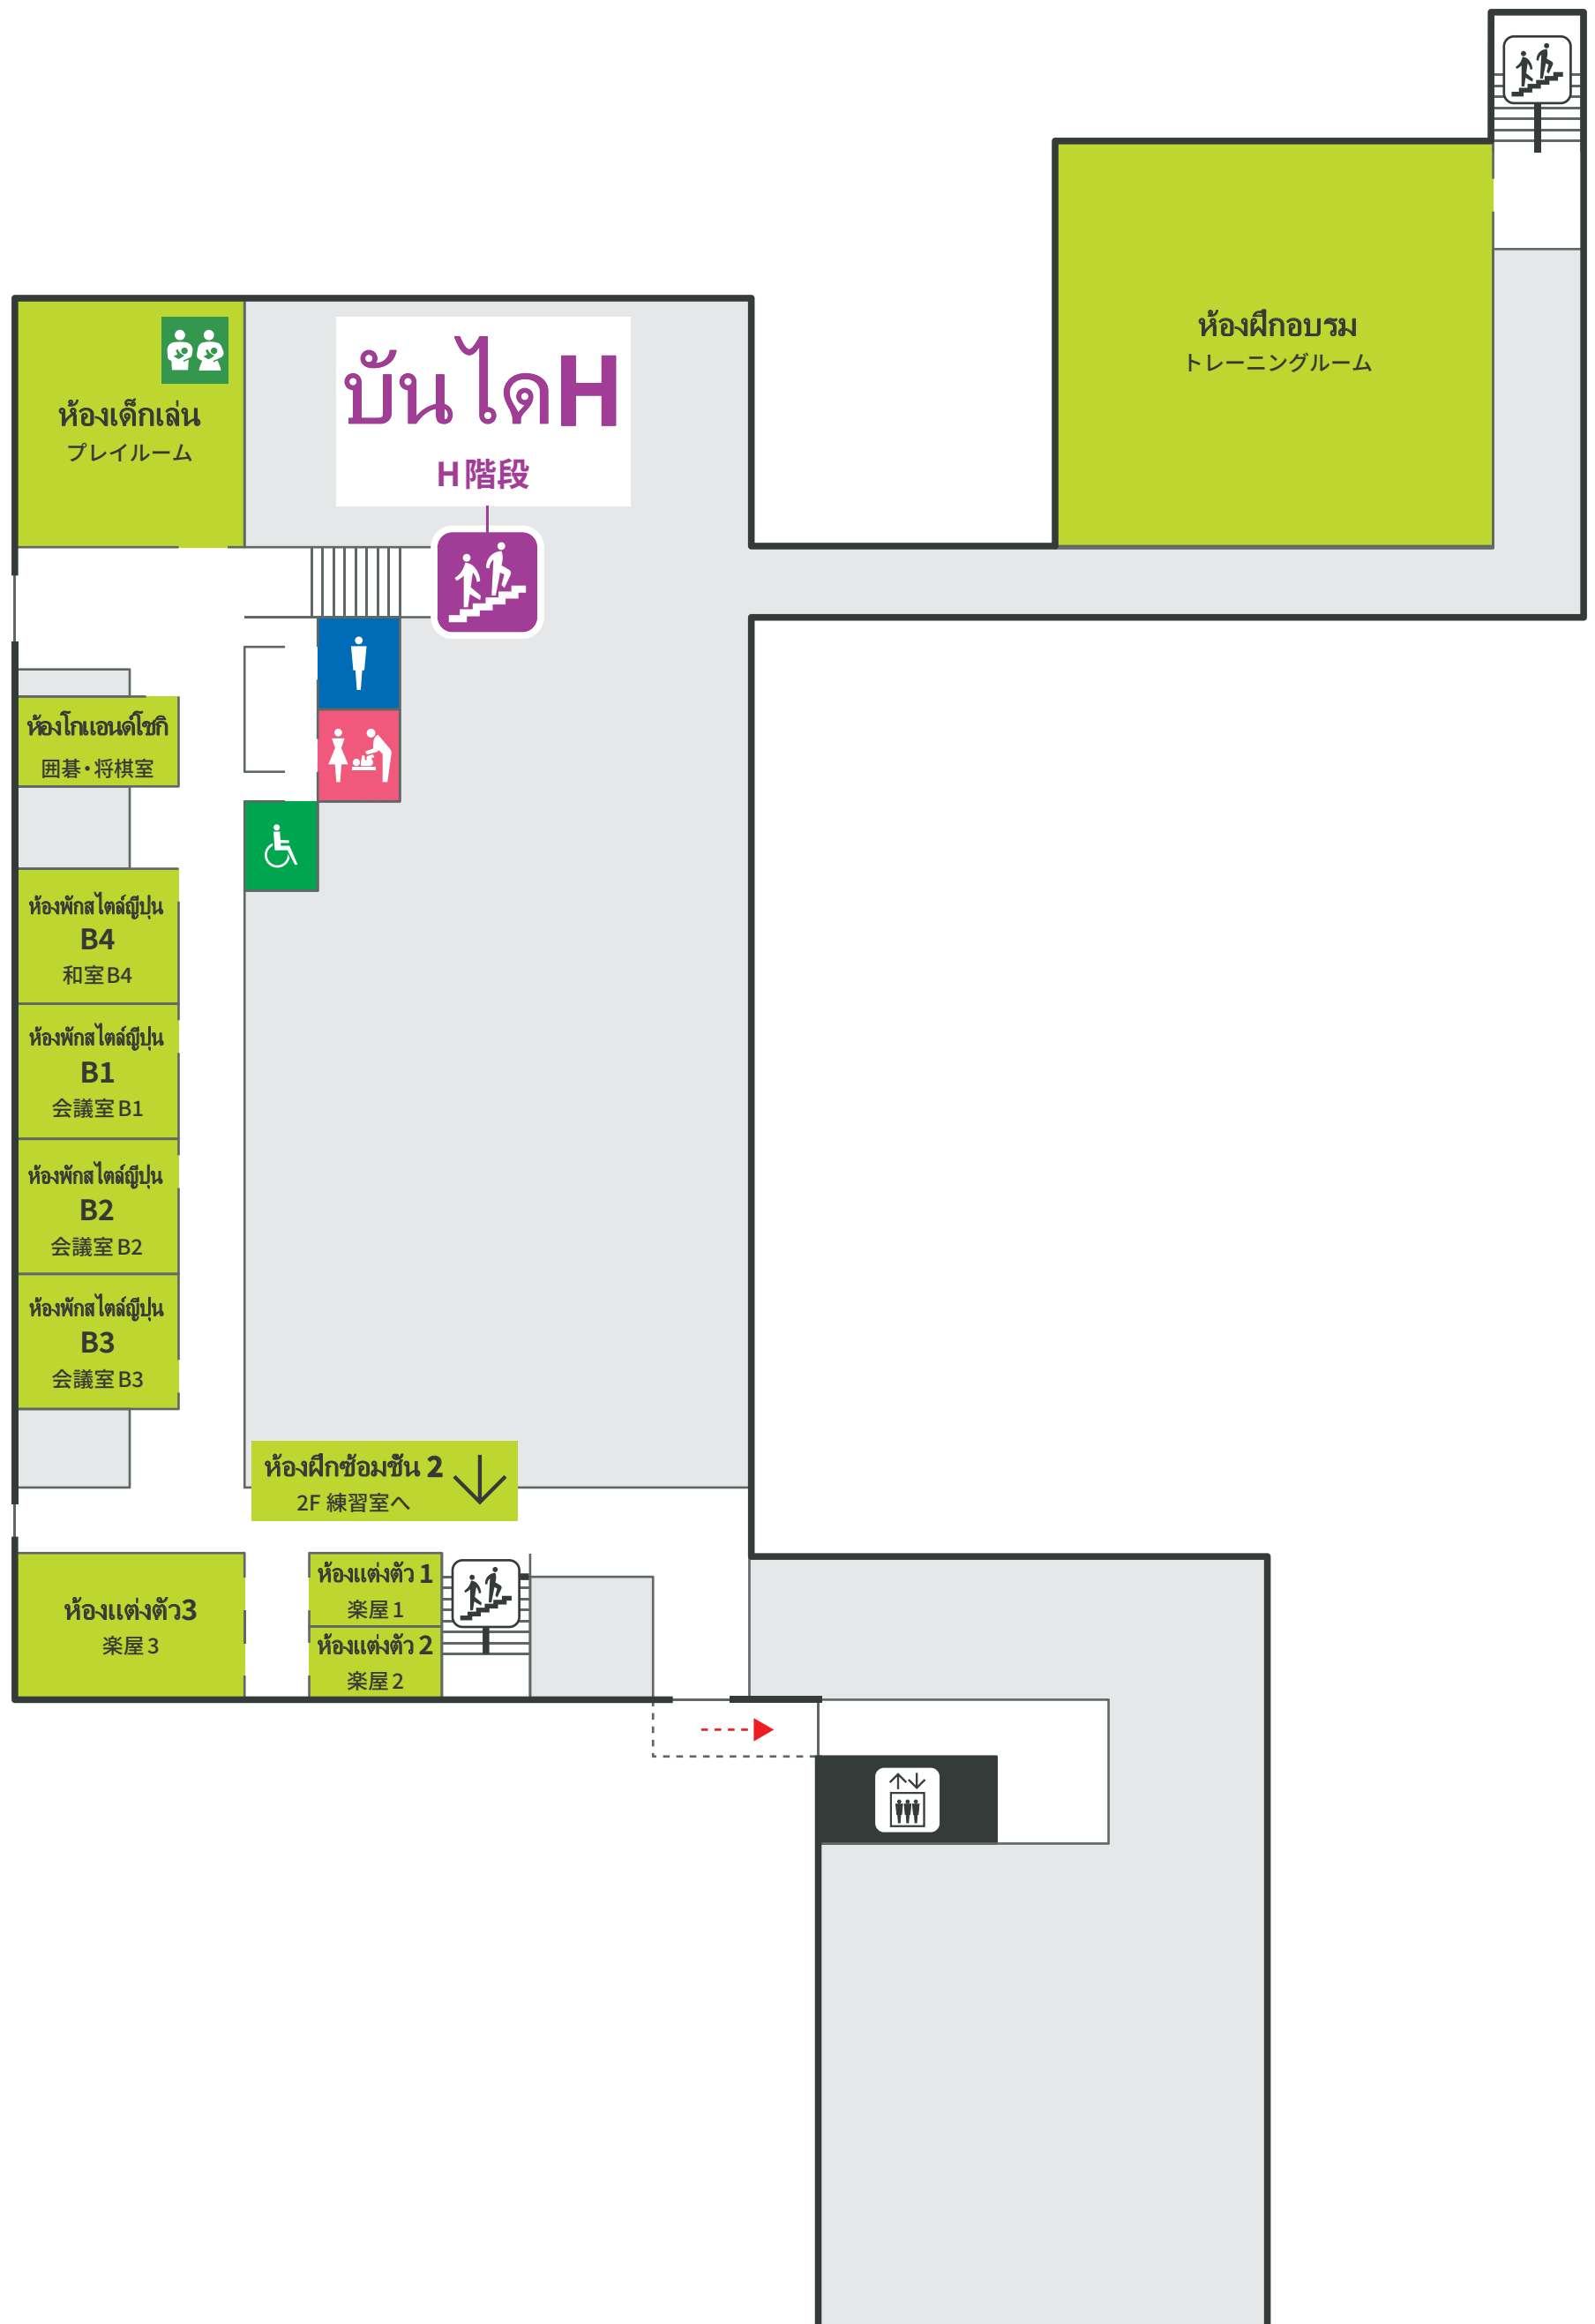 ห้องฝึกอบรม
トレーニングルーム
บันไดH
H階段
ห้องเด็กเล่น
プレイルーム
ห้องโกแอนด์โชกิ
囲碁・将棋室
ห้องพักสไตล์ญี่ปุ่น
B4
和室B4
ห้องพักสไตล์ญี่ปุ่น
B1
会議室B1
ห้องพักสไตล์ญี่ปุ่น
B2
会議室B2
ห้องพักสไตล์ญี่ปุ่น
B3
会議室B3
ห้องฝึกซ้อมชั้น 2
2F 練習室へ
ห้องแต่งตัว3
楽屋3
ห้องแต่งตัว 1
楽屋1
ห้องแต่งตัว 2
楽屋2